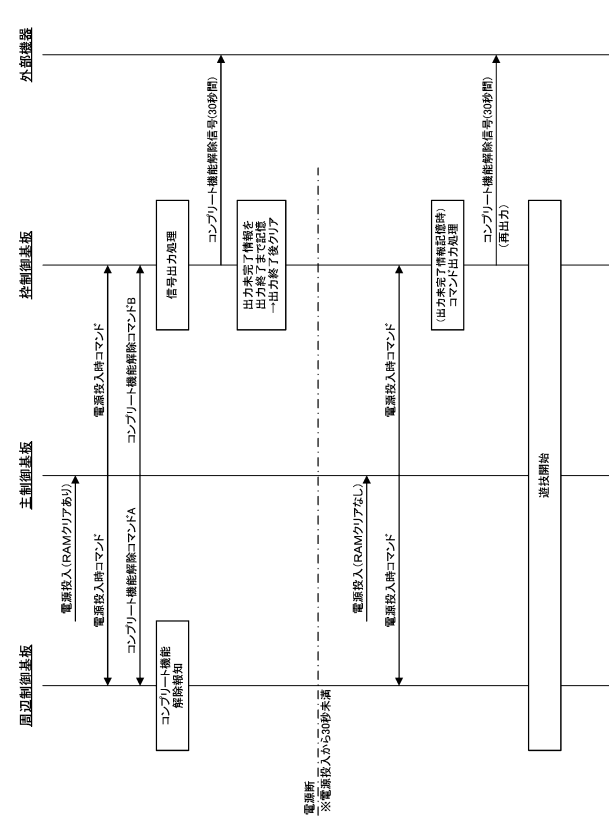 周辺制御基板
主制御基板
枠制御基板
外部機器
電源投入（RAMクリアあり）
電源投入時コマンド
電源投入時コマンド
コンプリート機能解除コマンドA
コンプリート機能解除コマンドB
コンプリート機能
解除報知
信号出力処理
コンプリート機能解除信号(30秒間)
出力未完了情報を
出力終了まで記憶
→出力終了後クリア
電源断
※電源投入から30秒未満
電源投入（RAMクリアなし）
電源投入時コマンド
電源投入時コマンド
（出力未完了情報記憶時）
コマンド出力処理
コンプリート機能解除信号(30秒間)
（再出力）
遊技開始